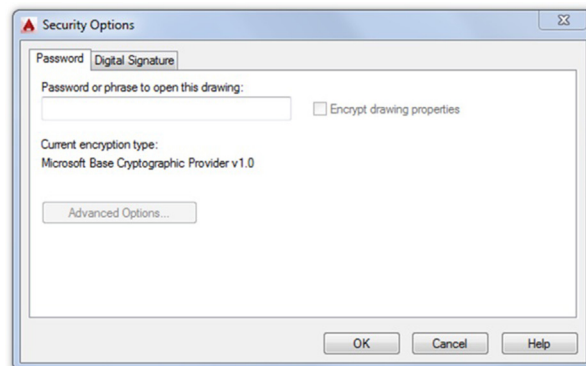 Security Options
Password
Digital Signature
Password or phrase to open this drawing:
Encrypt drawing properties
Current encryption type:
Microsoft Base Cryptographic Provider v1.0
Advanced Options...
OK
Cancel
Help